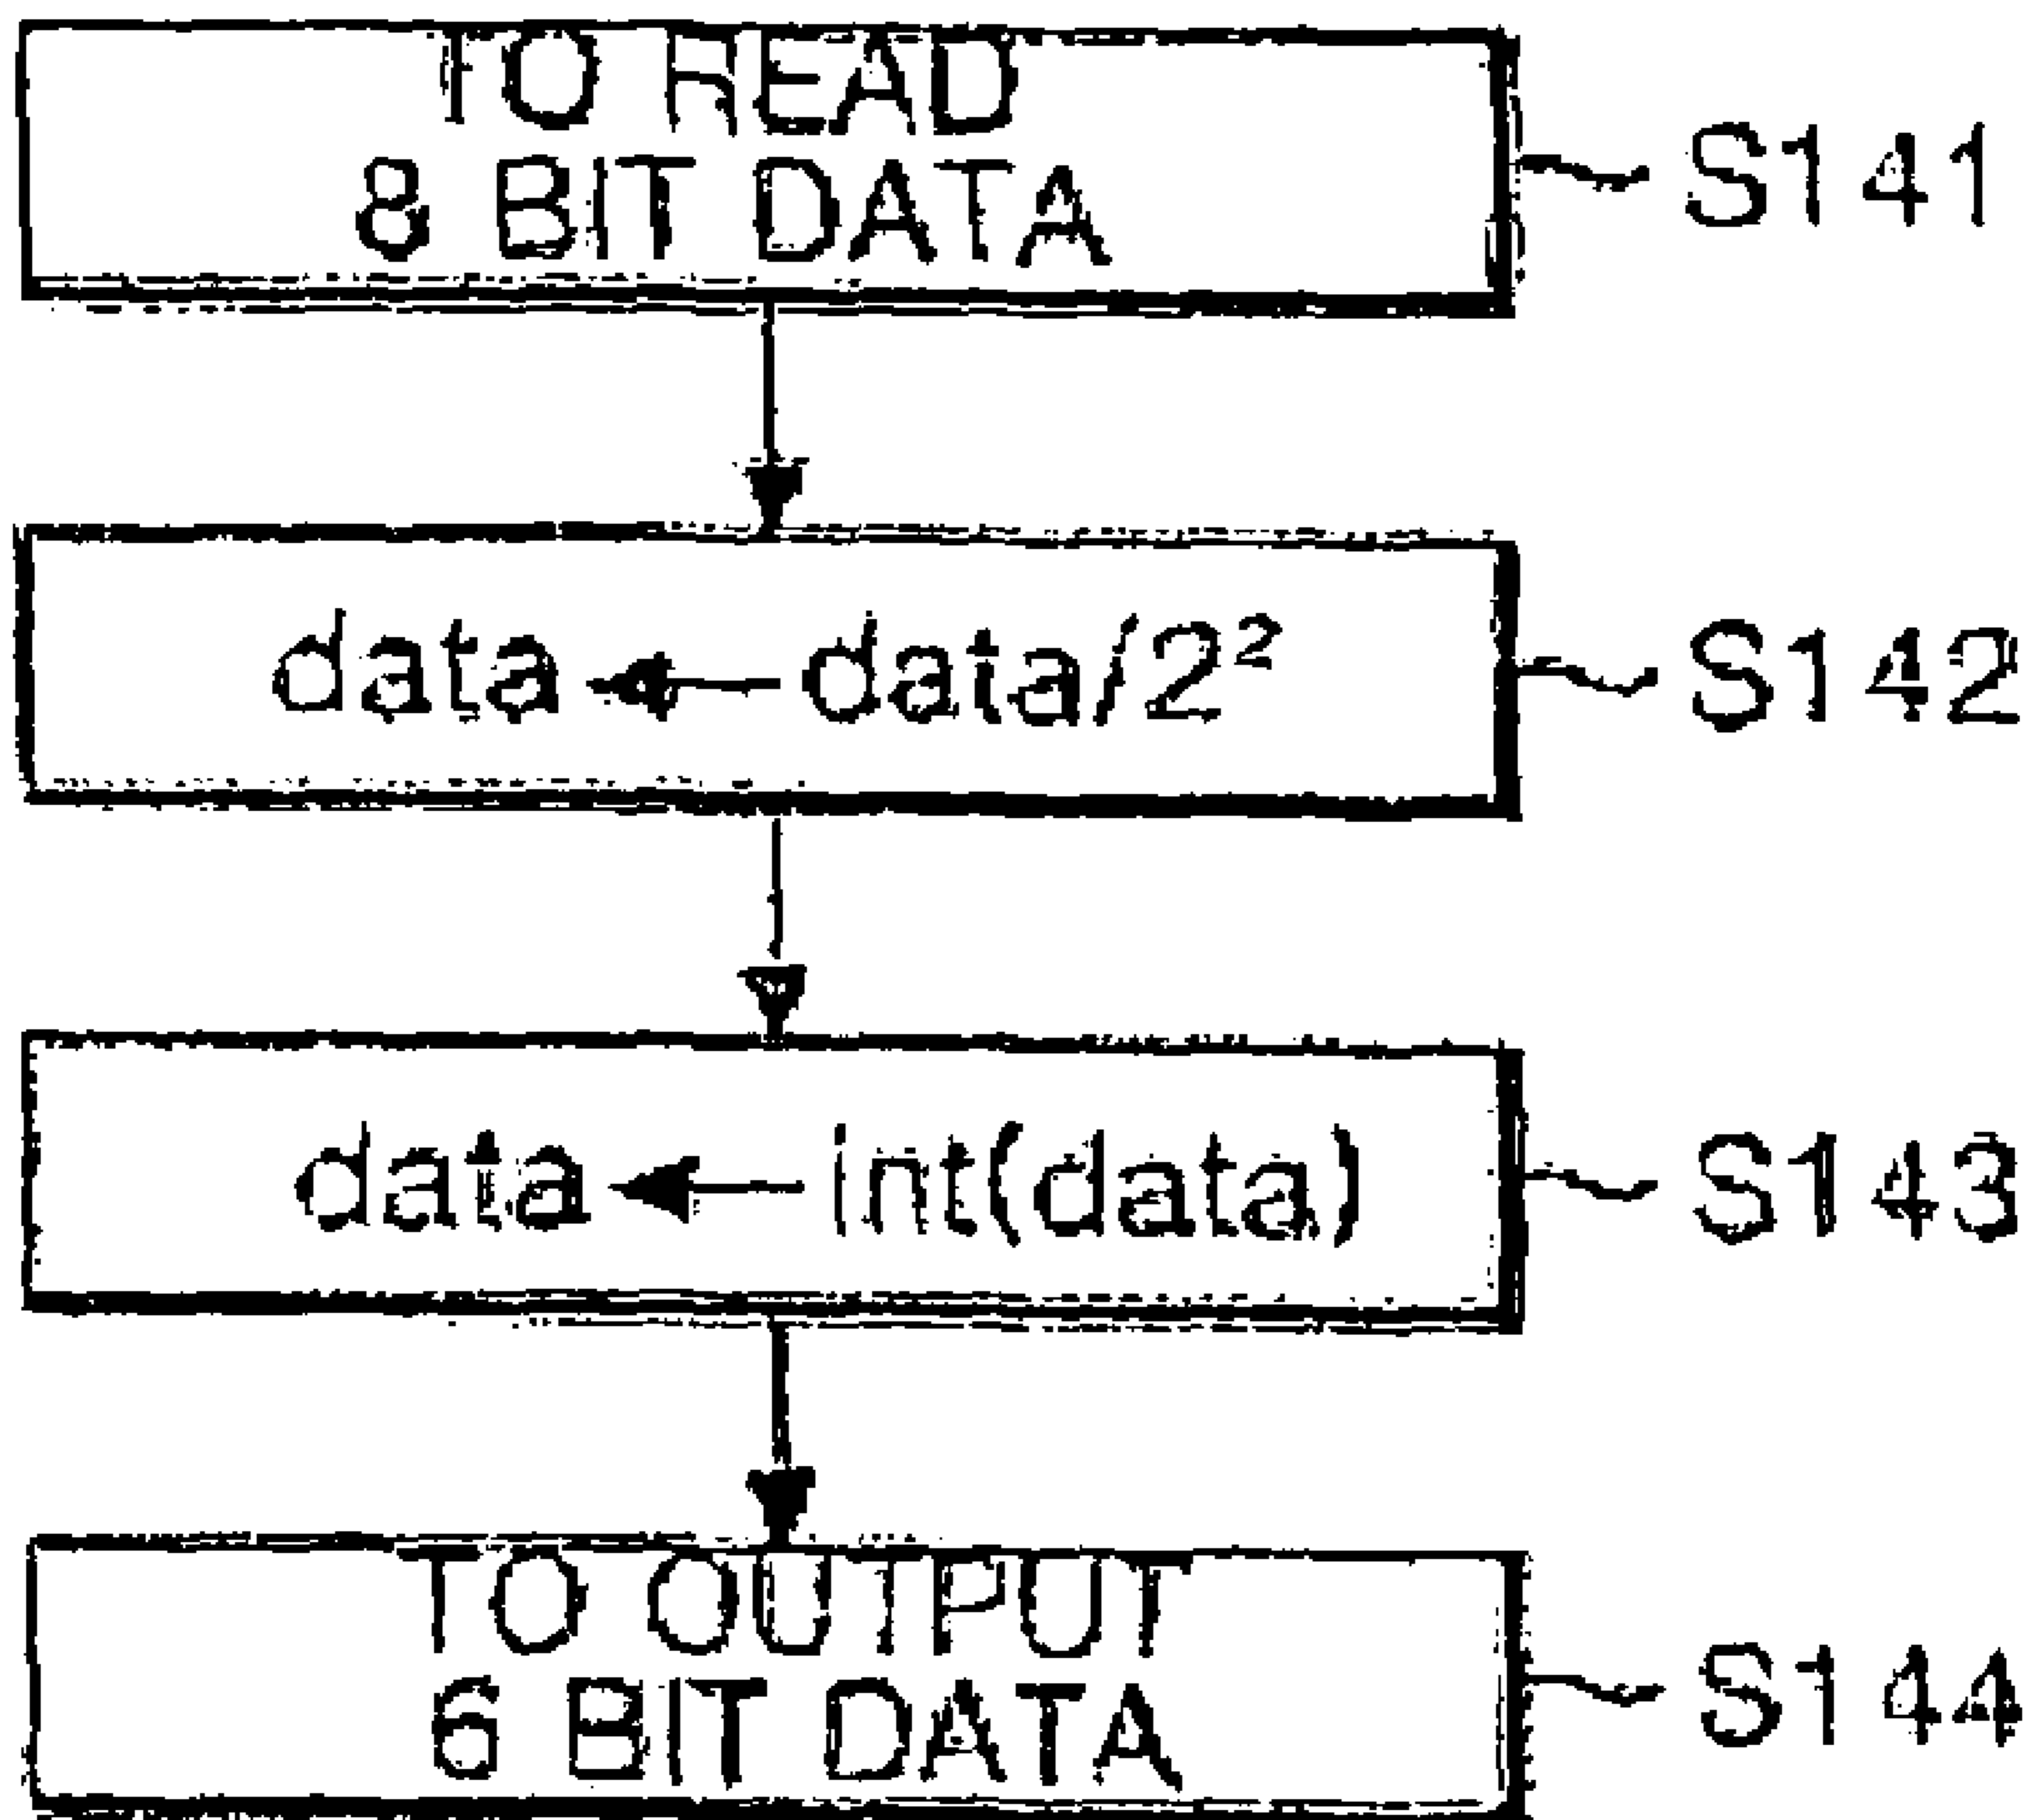 TO READ
8 BIT DATA
S141
data ← data/2²
S142
data ← int(data)
S143
TO OUTPUT
6 BIT DATA
S144